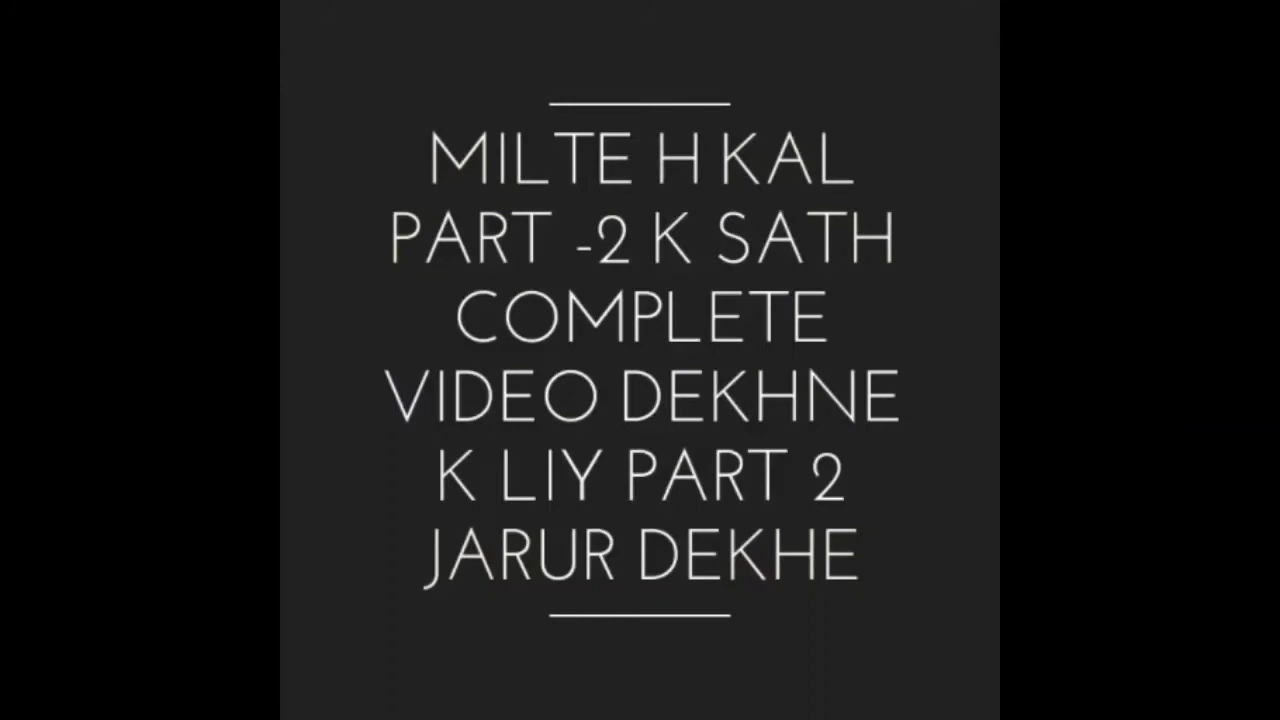 MILTE H KAL
PART -2 K SATH
COMPLETE
VIDEO DEKHNE
K LIY PART 2
JARUR DEKHE